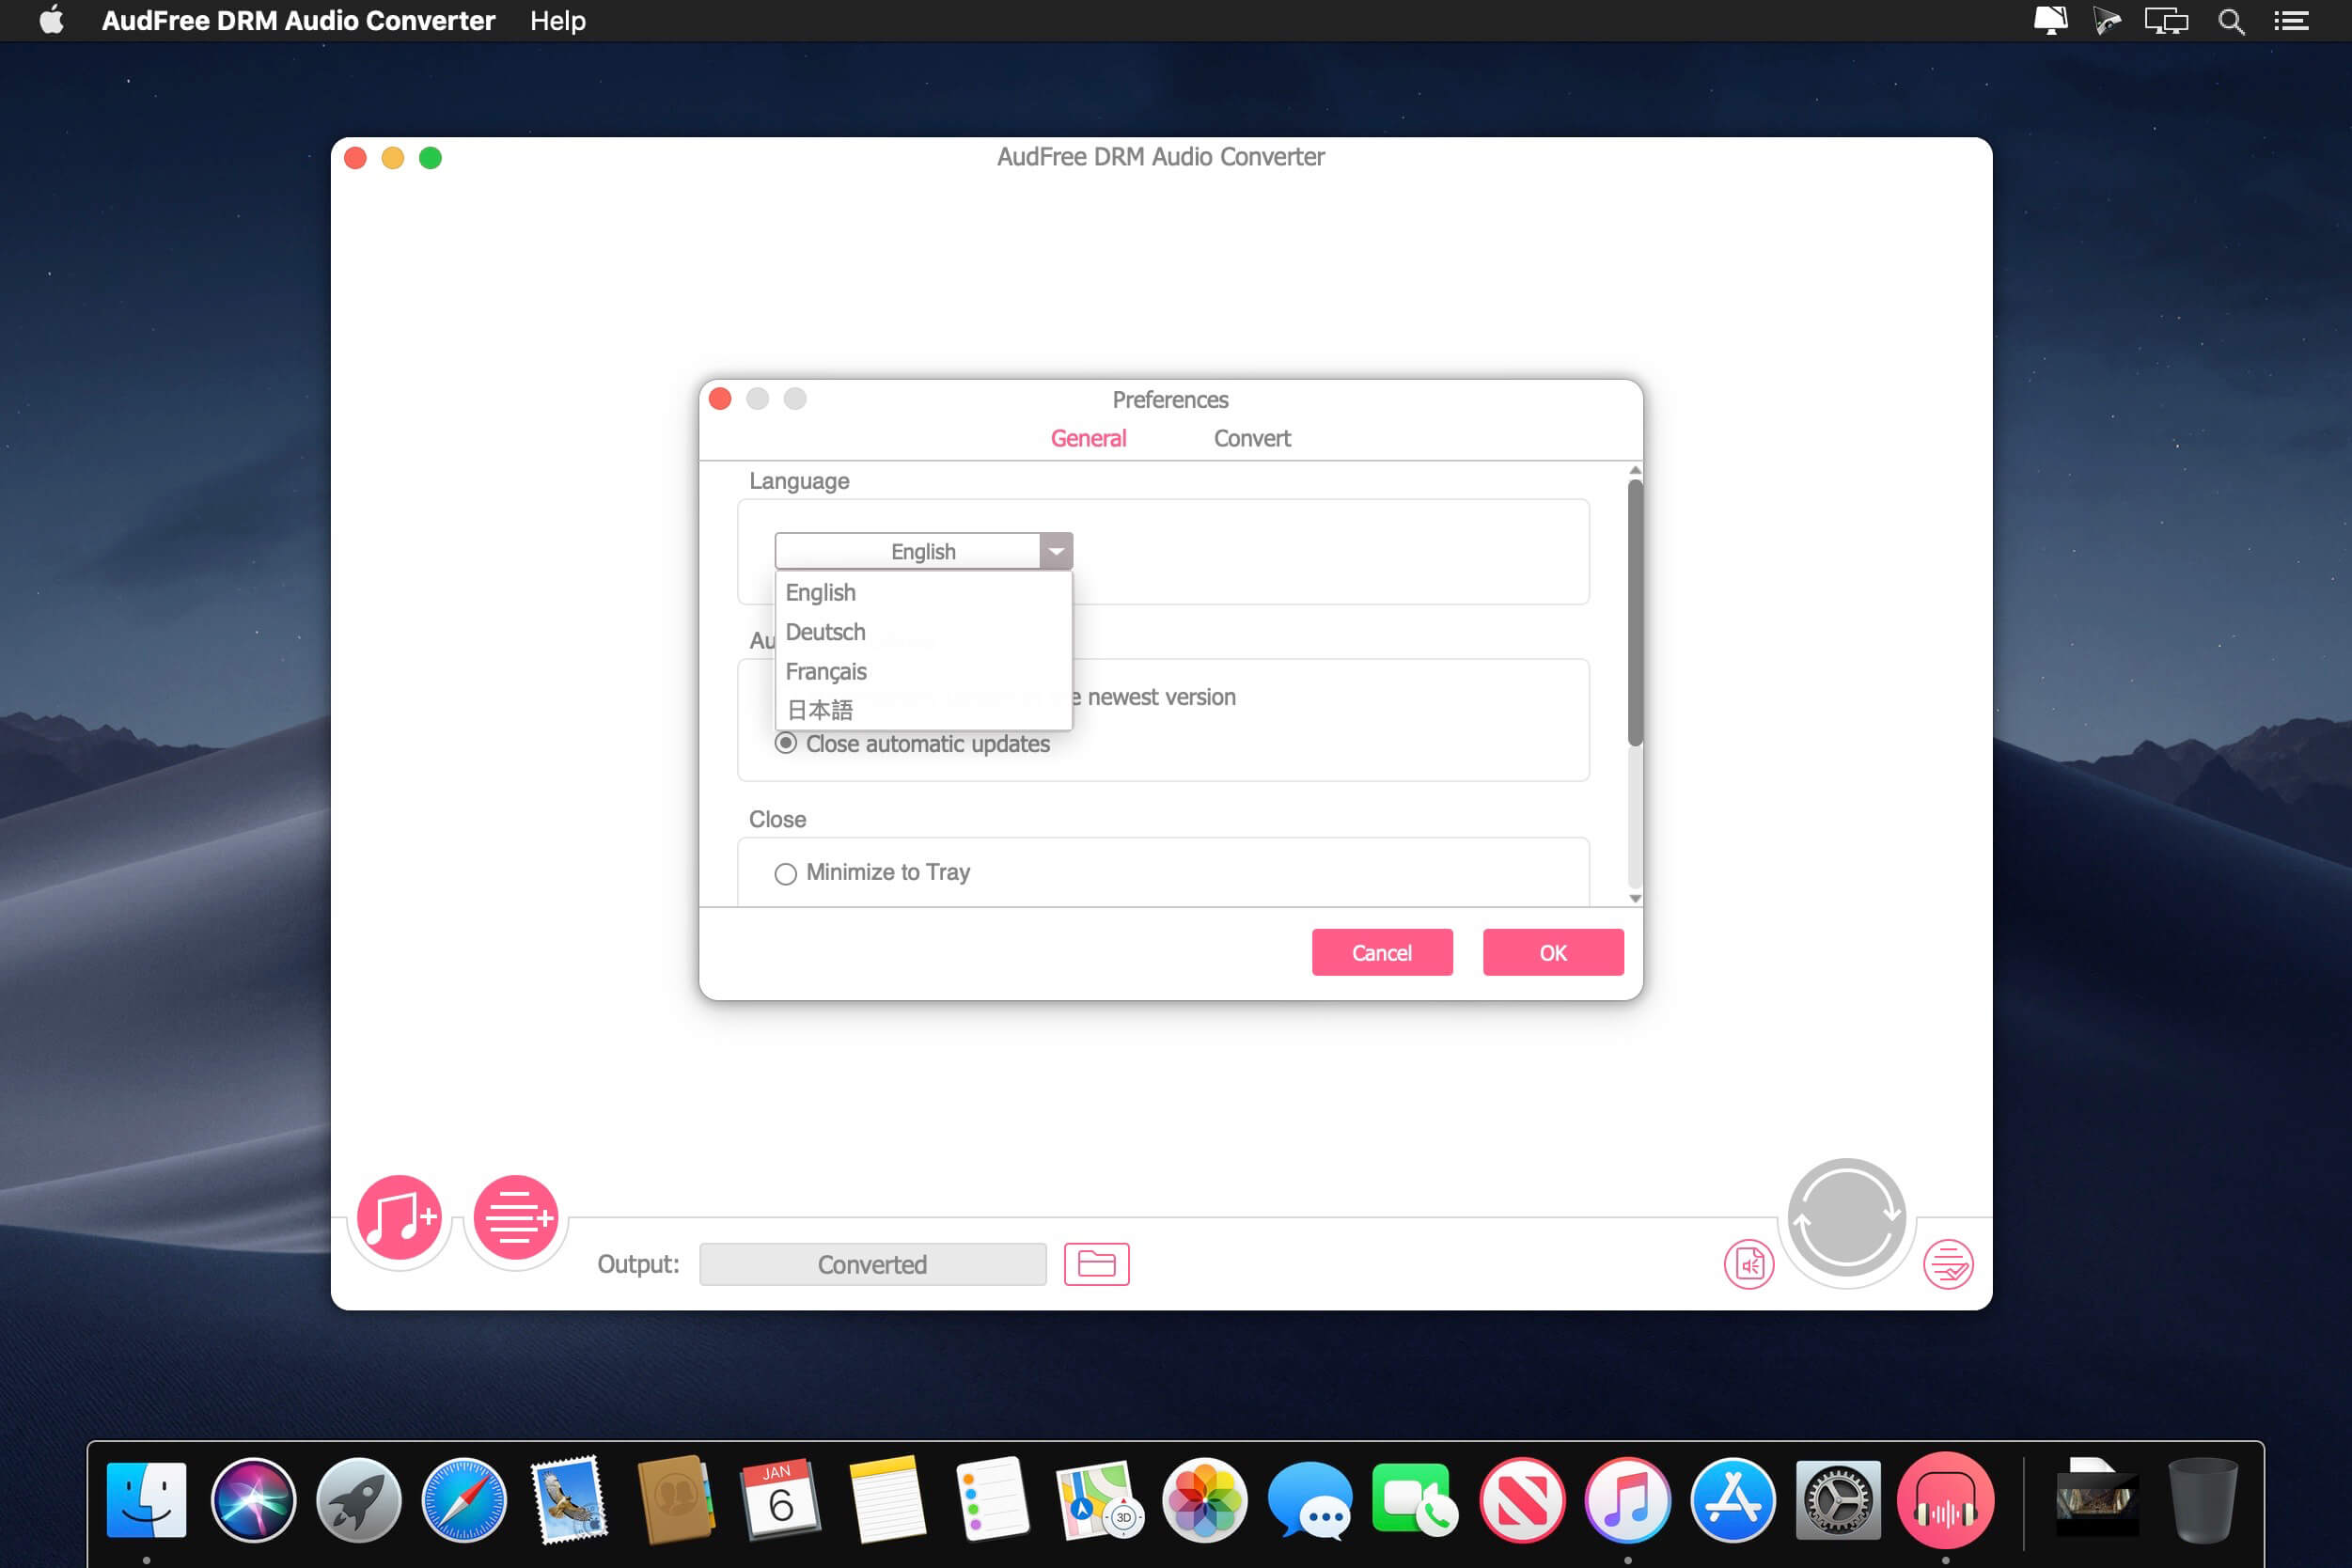 AudFree DRM Audio Converter Help
AudFree DRM Audio Converter
Preferences
General Convert
Language
English
English
Deutsch
Français
日本語
newest version
Close automatic updates
Close
Minimize to Tray
Cancel OK
Output: Converted
JAN
6
3D